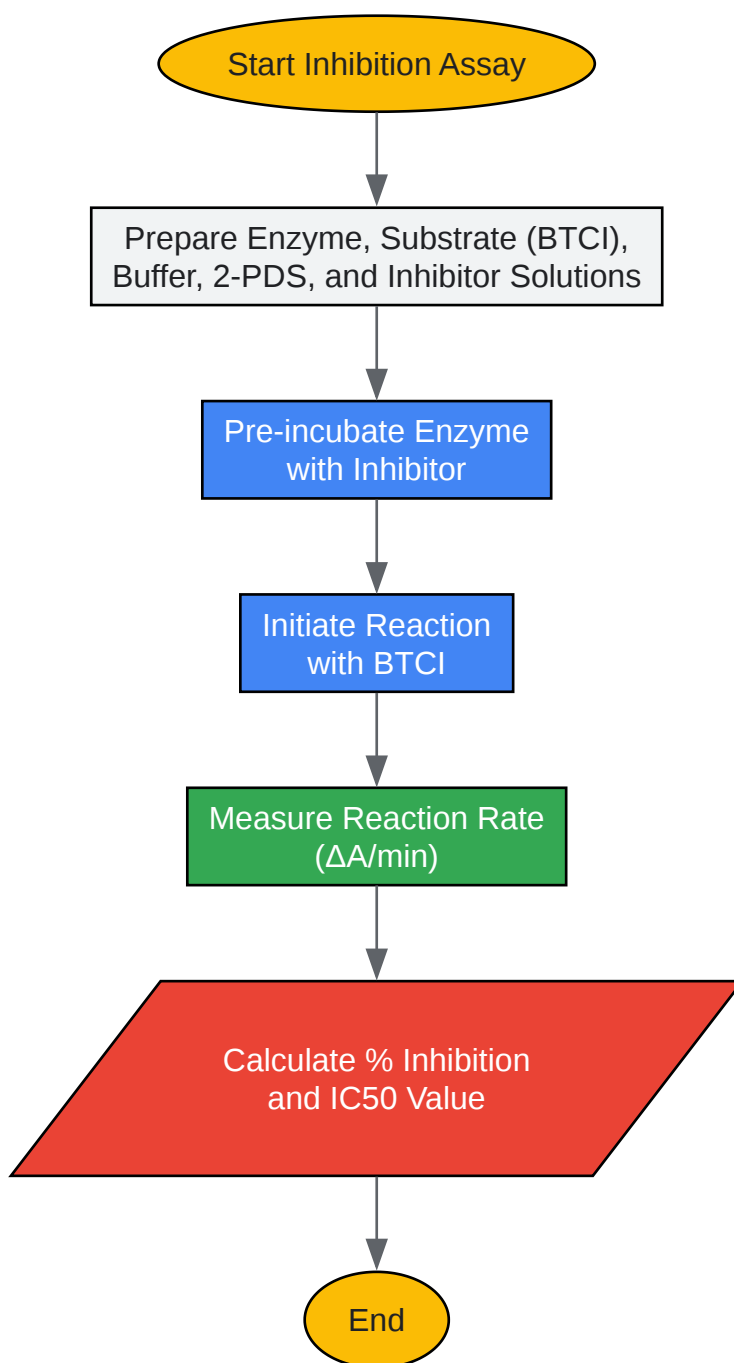 Start Inhibition Assay
Prepare Enzyme, Substrate (BTCI),
Buffer, 2-PDS, and Inhibitor Solutions
Pre-incubate Enzyme
with Inhibitor
Initiate Reaction
with BTCI
Measure Reaction Rate
(ΔA/min)
Calculate % Inhibition
and IC50 Value
End